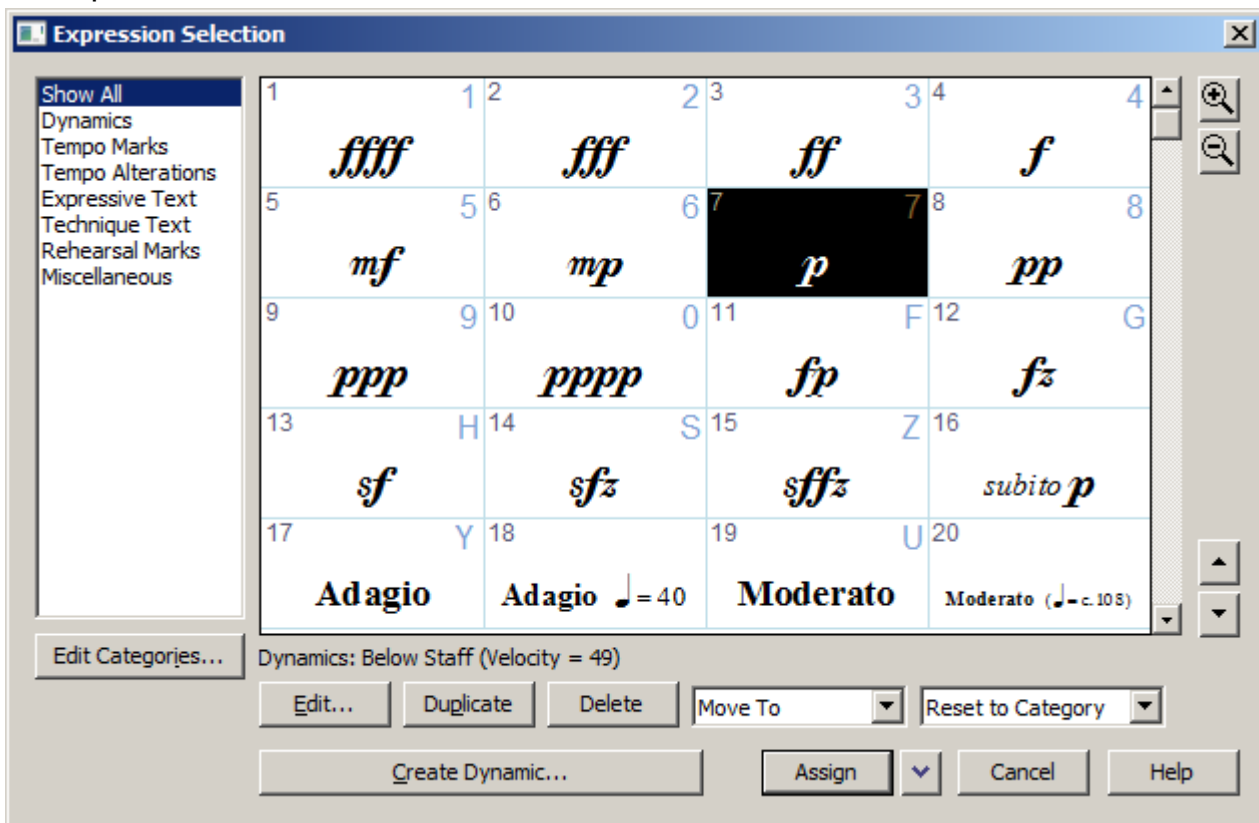 Expression Selection
Show All
Dynamics
Tempo Marks
Tempo Alterations
Expressive Text
Technique Text
Rehearsal Marks
Miscellaneous
1 1 2 2 3 3 4 4
ffff fff ff f
5 5 6 6 7 7 8 8
mf mp p pp
9 9 10 0 11 F 12 G
ppp pppp fp fz
13 H 14 S 15 Z 16
sf sfz sffz subito p
17 Y 18 19 U 20
Adagio Adagio ♩ = 40 Moderato Moderato (♩ = c. 108)
Edit Categories... Dynamics: Below Staff (Velocity = 49)
Edit... Duplicate Delete Move To Reset to Category
Create Dynamic... Assign Cancel Help